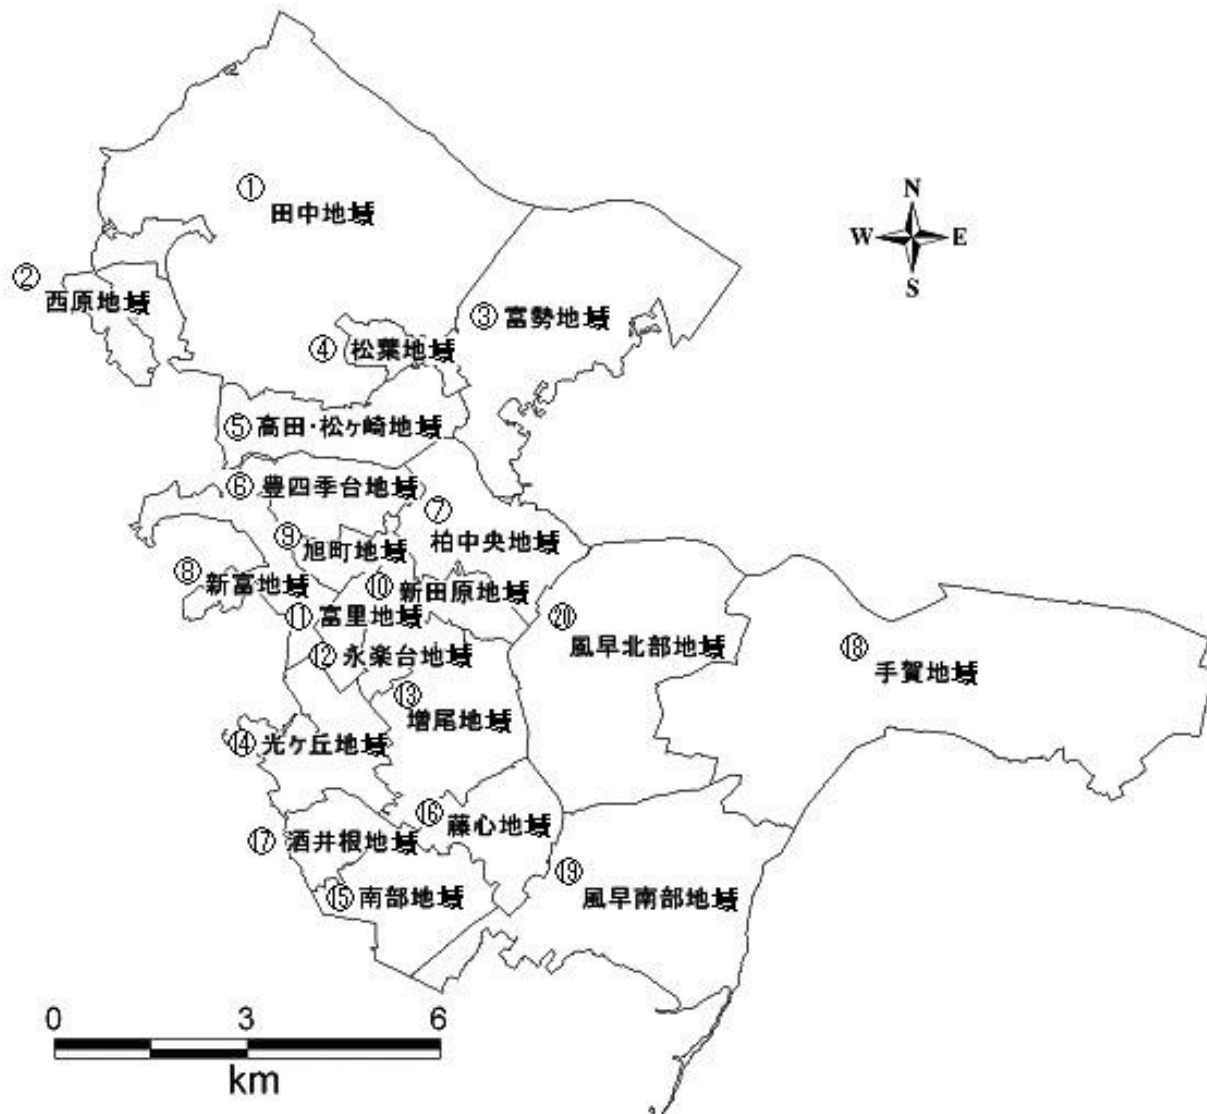 ① 田中地域
N
W E
S
② 西原地域
③ 富勢地域
④ 松葉地域
⑤ 高田・松ヶ崎地域
⑥ 豊四季台地域
⑦ 柏中央地域
⑨ 旭町地域
⑧ 新富地域
⑩ 新田原地域
⑪ 富里地域
⑳ 風早北部地域
⑱ 手賀地域
⑫ 永楽台地域
⑬ 増尾地域
⑭ 光ケ丘地域
⑯ 藤心地域
⑰ 酒井根地域
⑲ 風早南部地域
⑮ 南部地域
0 3 6
km